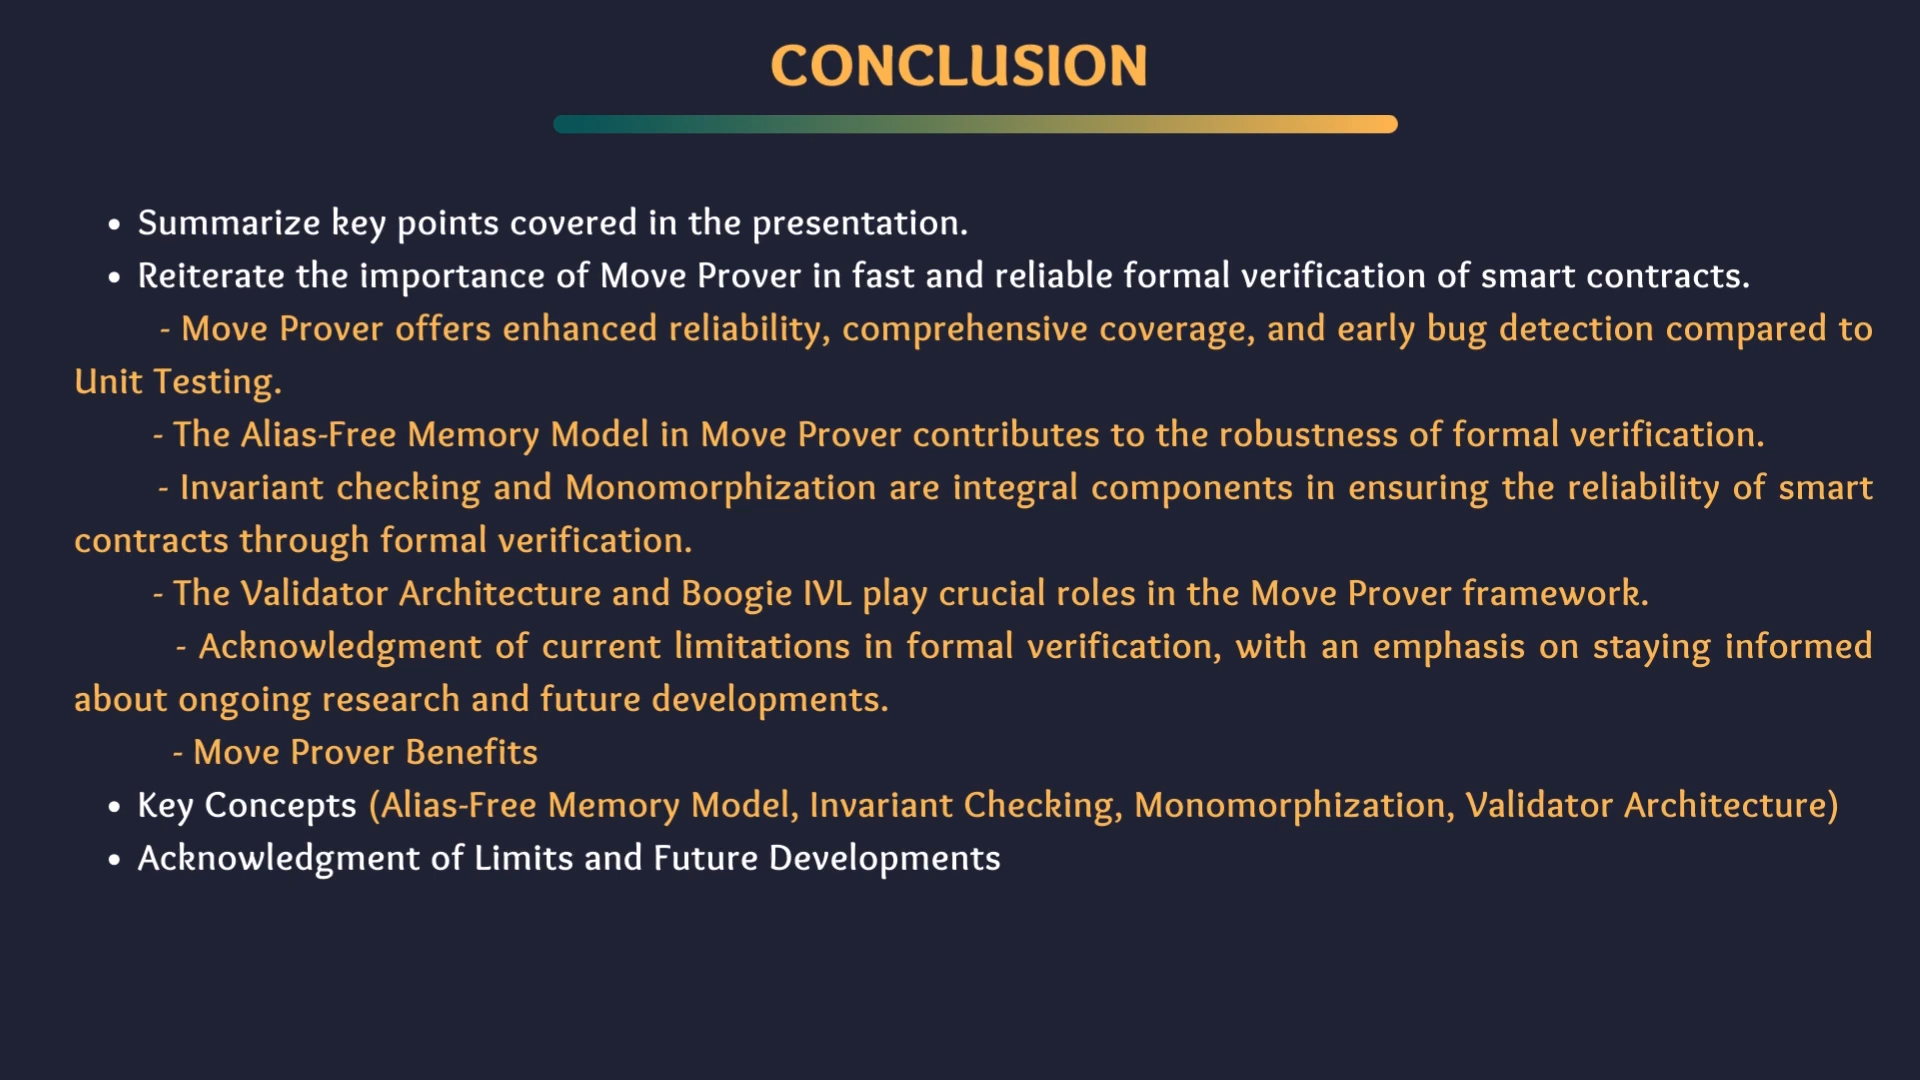 CONCLUSION
• Summarize key points covered in the presentation.
• Reiterate the importance of Move Prover in fast and reliable formal verification of smart contracts.
- Move Prover offers enhanced reliability, comprehensive coverage, and early bug detection compared to
Unit Testing.
- The Alias-Free Memory Model in Move Prover contributes to the robustness of formal verification.
- Invariant checking and Monomorphization are integral components in ensuring the reliability of smart
contracts through formal verification.
- The Validator Architecture and Boogie IVL play crucial roles in the Move Prover framework.
- Acknowledgment of current limitations in formal verification, with an emphasis on staying informed
about ongoing research and future developments.
- Move Prover Benefits
• Key Concepts (Alias-Free Memory Model, Invariant Checking, Monomorphization, Validator Architecture)
• Acknowledgment of Limits and Future Developments